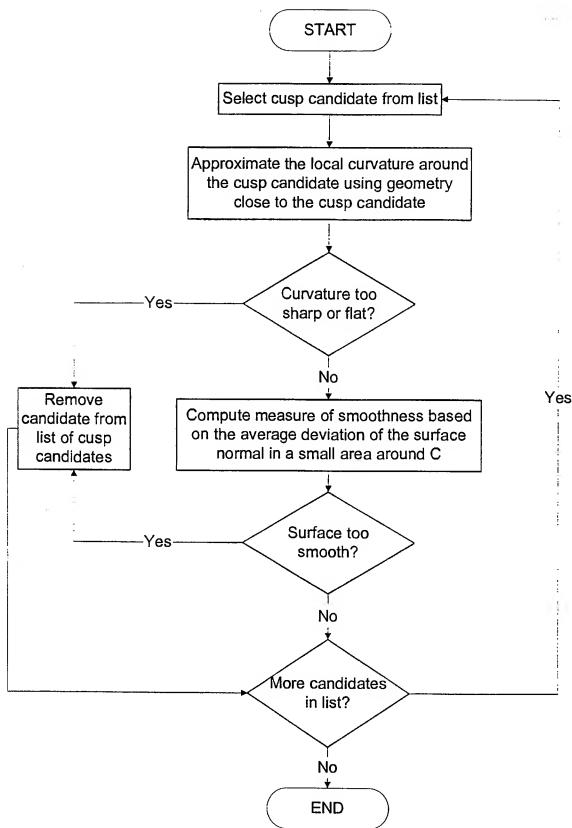 START
Select cusp candidate from list
Approximate the local curvature around
the cusp candidate using geometry
close to the cusp candidate
Curvature too
sharp or flat?
Yes
No
Remove
candidate from
list of cusp
candidates
Compute measure of smoothness based
on the average deviation of the surface
normal in a small area around C
Yes
Surface too
smooth?
Yes
No
More candidates
in list?
No
END